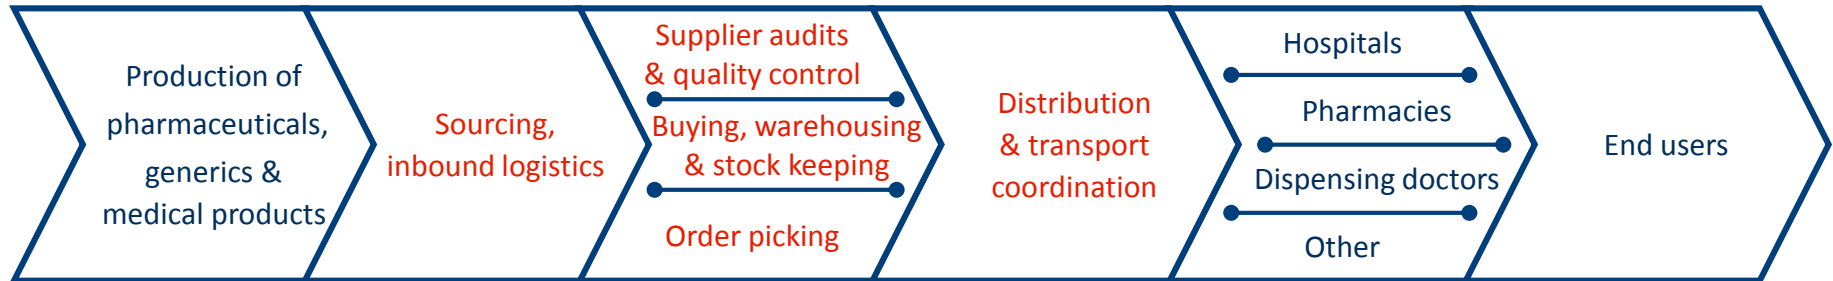 Production of
pharmaceuticals,
generics &
medical products
Sourcing,
inbound logistics
Supplier audits
& quality control
Buying, warehousing
& stock keeping
Order picking
Distribution
& transport
coordination
Hospitals
Pharmacies
Dispensing doctors
Other
End users